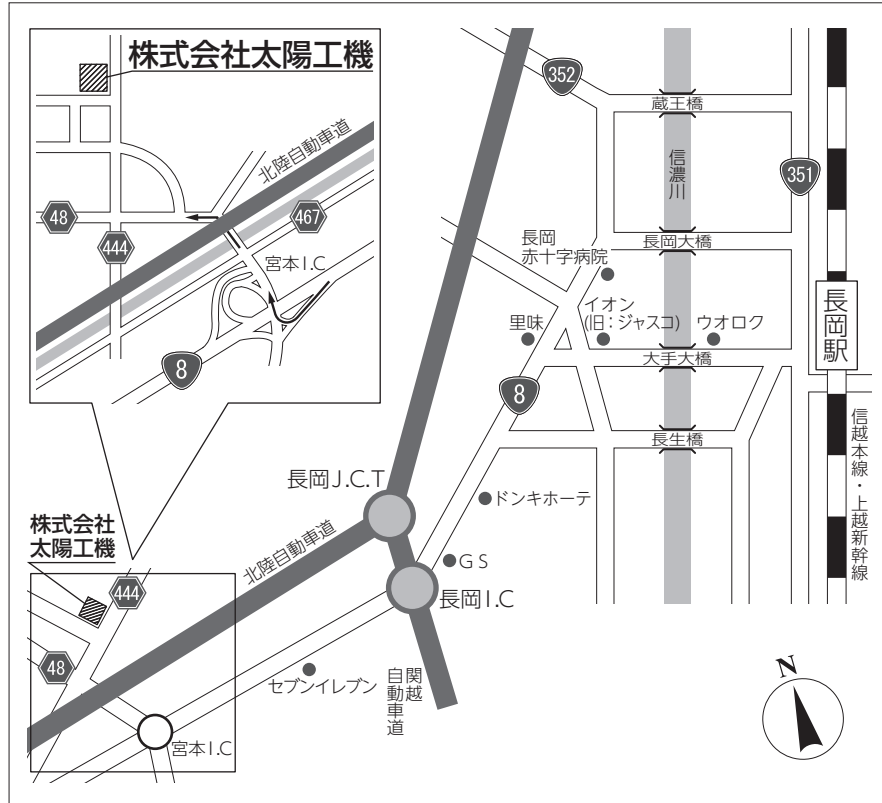 株式会社太陽工機
北陸自動車道
48
444
467
宮本I.C
8
352
蔵王橋
信濃川
351
長岡大橋
長岡
赤十字病院
イオン
(旧：ジャスコ)
里味
ウオロク
長岡駅
大手大橋
8
長生橋
信越本線・上越新幹線
長岡J.C.T
ドンキホーテ
株式会社
太陽工機
北陸自動車道
GS
444
長岡I.C
48
セブンイレブン
関越
自動車道
宮本I.C
N